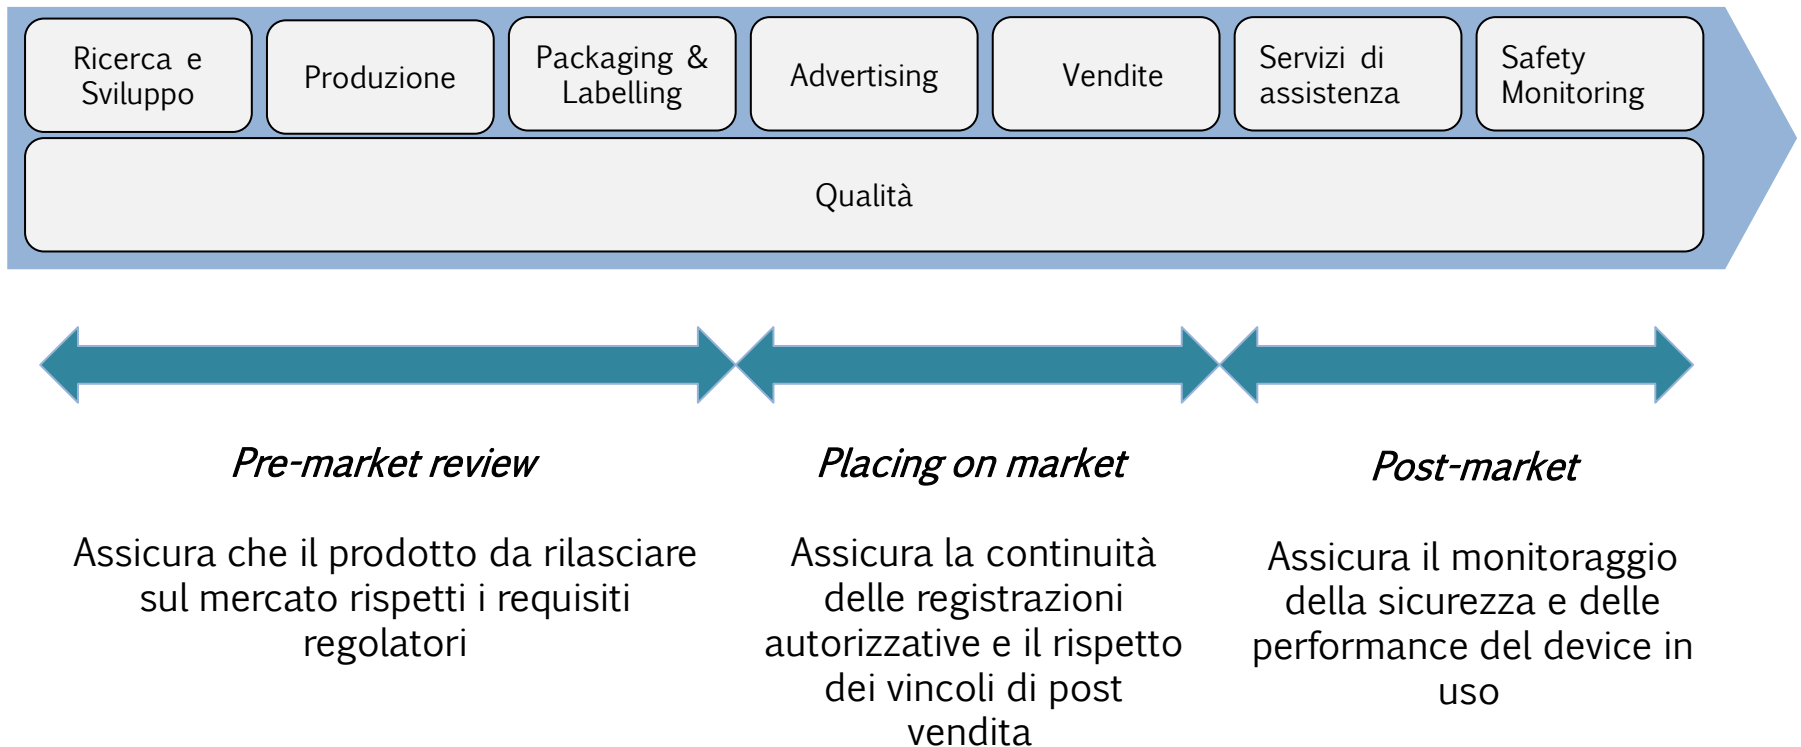 Ricerca e
Sviluppo
Produzione
Packaging &
Labelling
Advertising
Vendite
Servizi di
assistenza
Safety
Monitoring
Qualità
Pre-market review
Assicura che il prodotto da rilasciare
sul mercato rispetti i requisiti
regolatori
Placing on market
Assicura la continuità
delle registrazioni
autorizzative e il rispetto
dei vincoli di post
vendita
Post-market
Assicura il monitoraggio
della sicurezza e delle
performance del device in
uso